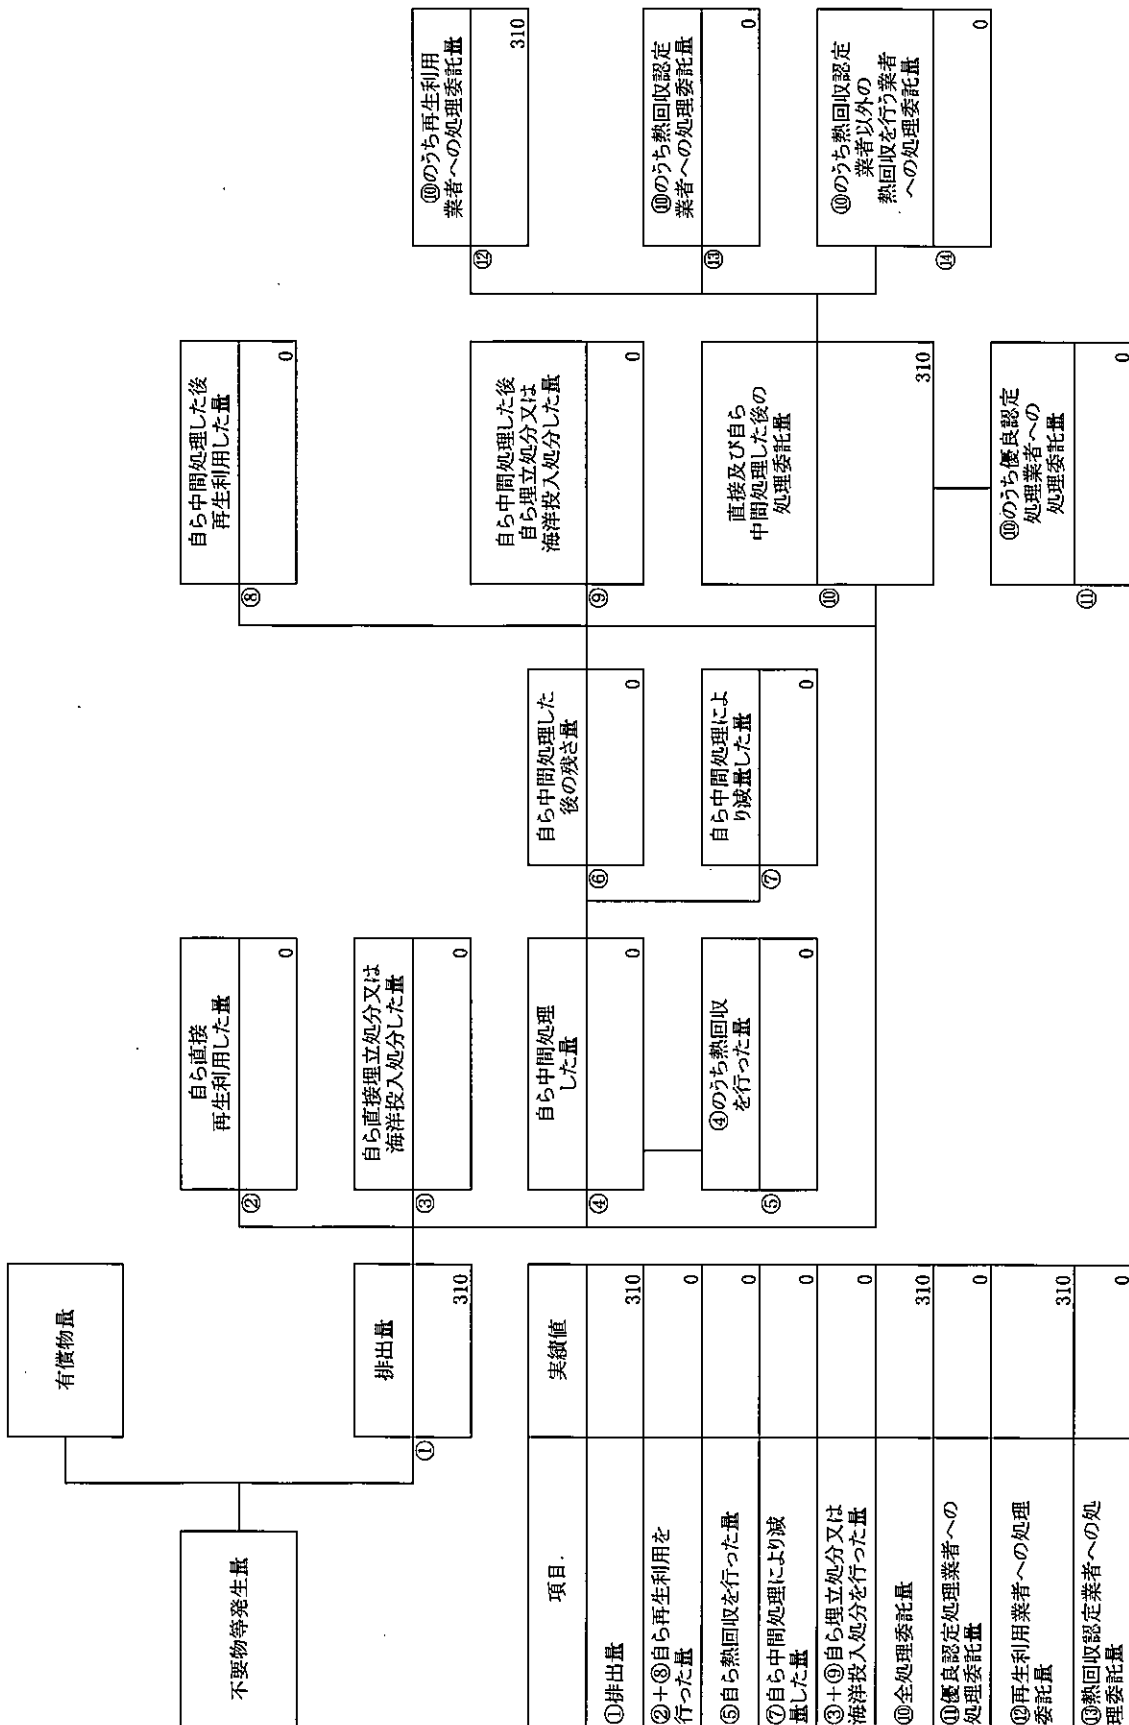 不要物等発生量
有償物量
①
排出量
310
②
自ら直接
再生利用した量
0
③
自ら直接埋立処分又は
海洋投入処分した量
0
④
自ら中間処理
した量
0
⑤
④のうち熱回収
を行った量
0
⑥
自ら中間処理した
後の残さ量
0
⑦
自ら中間処理によ
り減量した量
0
⑧
自ら中間処理した後
再生利用した量
0
⑨
自ら中間処理した後
自ら埋立処分又は
海洋投入処分した量
0
⑩
直接及び自ら
中間処理した後の
処理委託量
310
⑪
⑩のうち優良認定
処理業者への
処理委託量
0
⑫
⑩のうち再生利用
業者への処理委託量
310
⑬
⑩のうち熱回収認定
業者への処理委託量
0
⑭
⑩のうち熱回収認定
業者以外の
熱回収を行う業者
への処理委託量
0
項目.
実績値
①排出量
310
②+⑧自ら再生利用を
行った量
0
⑤自ら熱回収を行った量
0
⑦自ら中間処理により減
量した量
0
③+⑨自ら埋立処分又は
海洋投入処分を行った量
0
⑩全処理委託量
310
⑪優良認定処理業者への
処理委託量
0
⑫再生利用業者への処理
委託量
310
⑬熱回収認定業者への処
理委託量
0